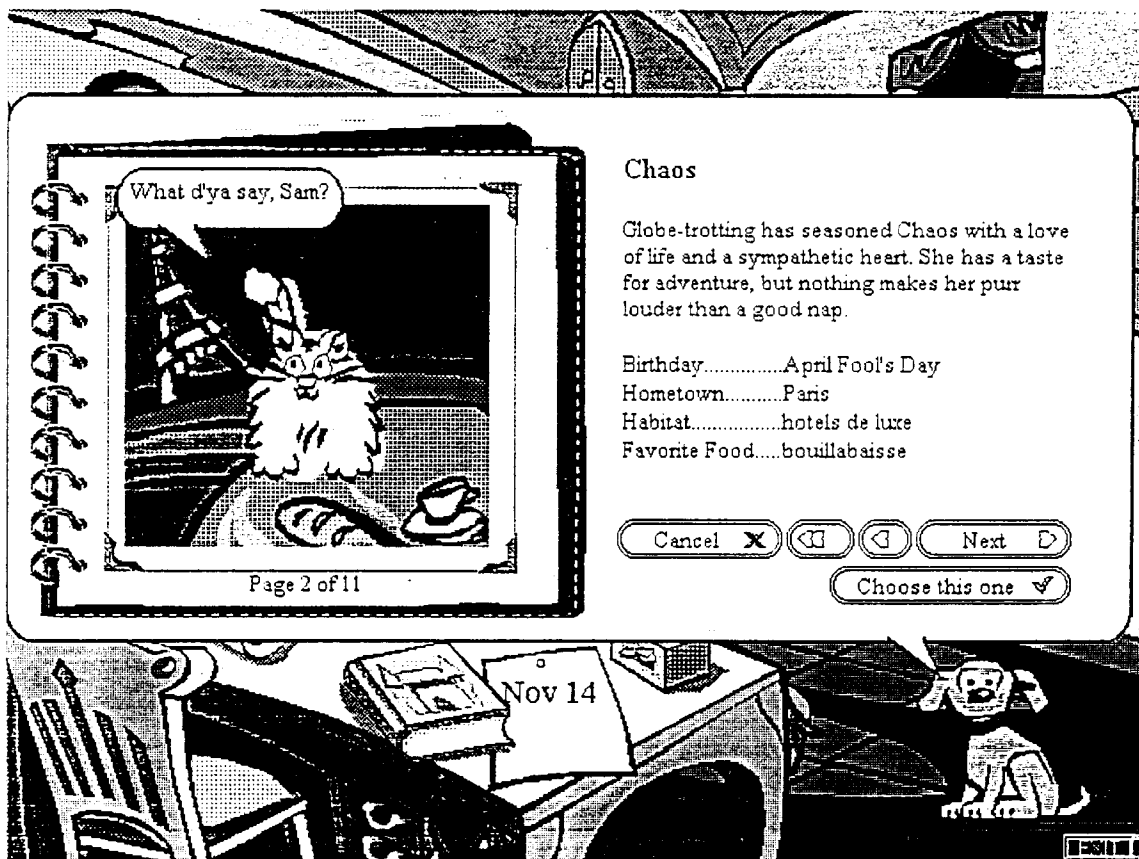 What d'ya say, Sam?
Page 2 of 11
Chaos
Globe-trotting has seasoned Chaos with a love
of life and a sympathetic heart. She has a taste
for adventure, but nothing makes her purr
louder than a good nap.
Birthday...............April Fool's Day
Hometown..........Paris
Habitat.................hotels de luxe
Favorite Food.....bouillabaisse
Cancel
Next
Choose this one
Nov 14
EXIT